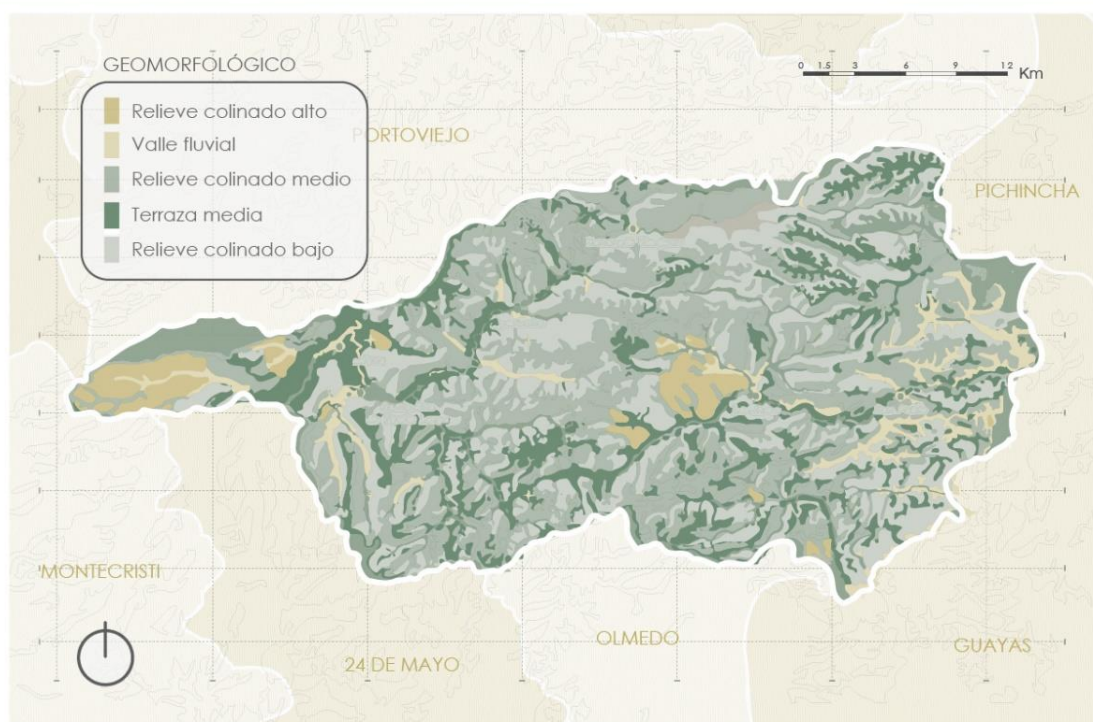 GEOMORFOLÓGICO
Relieve colinado alto
Valle fluvial
Relieve colinado medio
Terraza media
Relieve colinado bajo
0 1.5 3 6 9 12 Km
PORTOVIEJO
PICHINCHA
'MONTECRISTI
OLMEDO
24 DE MAYO
GUAYAS